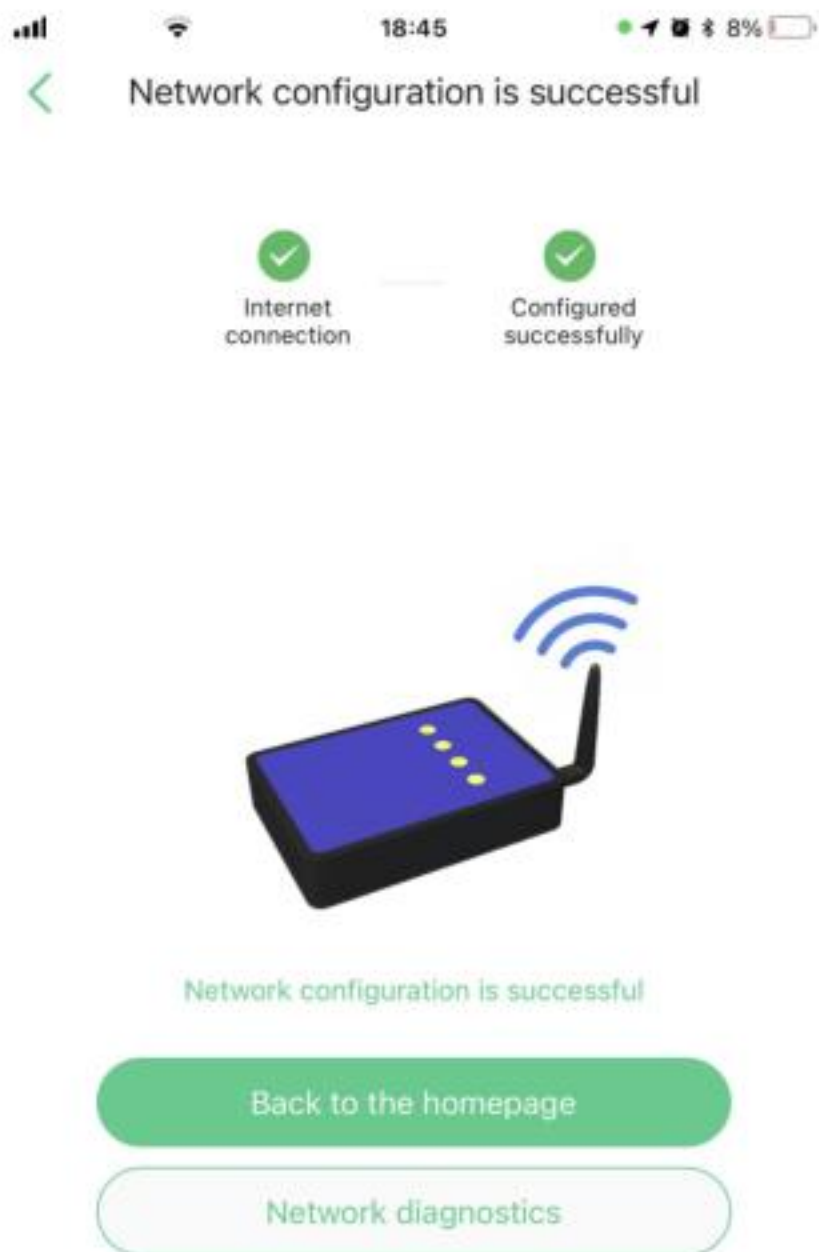 18:45
8%
Network configuration is successful
Internet
connection
Configured
successfully
Network configuration is successful
Back to the homepage
Network diagnostics